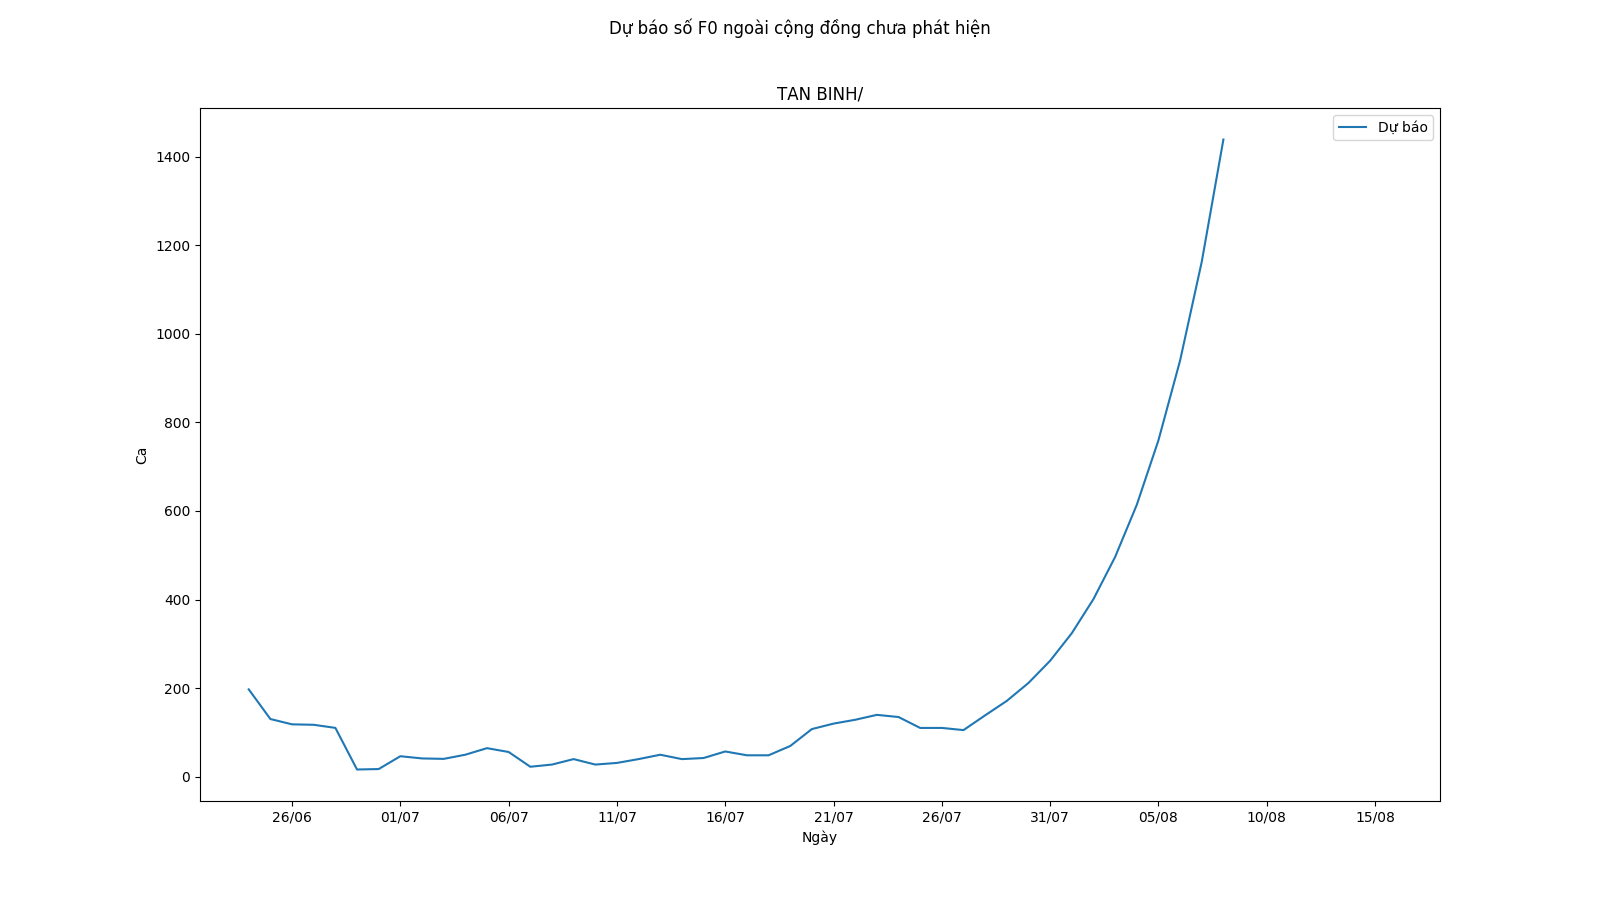 Dự báo số F0 ngoài cộng đồng chưa phát hiện
TAN BINH/
Dự báo
1400
1200
1000
800
600
400
200
0
Ca
26/06 01/07 06/07 11/07 16/07 21/07 26/07 31/07 05/08 10/08 15/08
Ngày